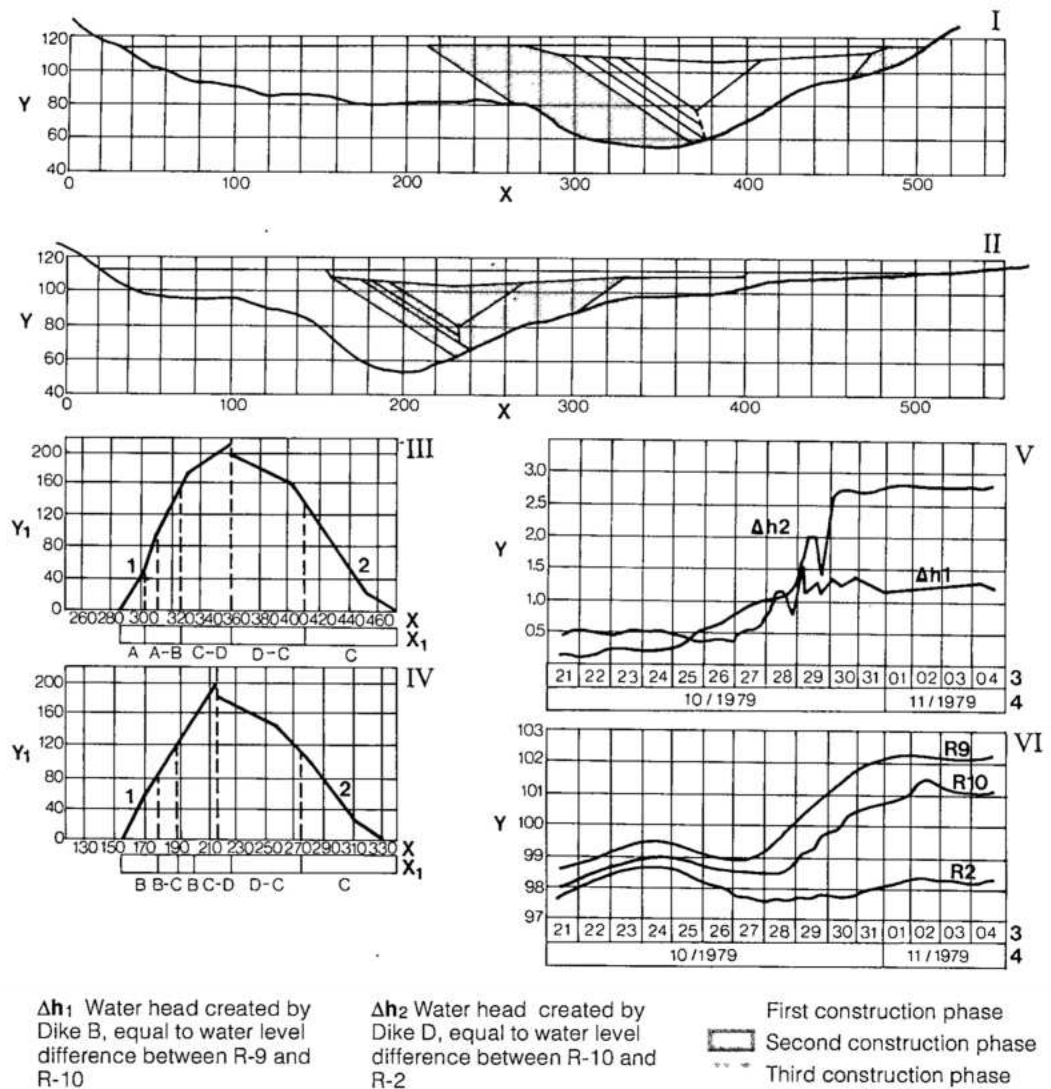 I
120
100
Y
80
60
40
0 100 200 300 400 500
X
II
120
100
Y
80
60
40
0 100 200 300 400 500
X
III
200
160
Y1
80
40
0
1 2
260 280 300 320 340 360 380 400 420 440 460 X
X1
A A-B C-D D-C C
IV
200
160
Y1
120
80
40
0
1 2
130 150 170 190 210 230 250 270 290 310 330 X
X1
B B-C B C-D D-C C
V
3.0
2.5
2.0
Y
1.5
1.0
0.5
Δh2
Δh1
21 22 23 24 25 26 27 28 29 30 31 01 02 03 04 3
10/1979 11/1979 4
VI
103
102
101
Y 100
99
98
97
R9
R10
R2
21 22 23 24 25 26 27 28 29 30 31 01 02 03 04 3
10/1979 11/1979 4
Δh1 Water head created by
Dike B, equal to water level
difference between R-9 and
R-10
Δh2 Water head created by
Dike D, equal to water level
difference between R-10 and
R-2
First construction phase
Second construction phase
Third construction phase